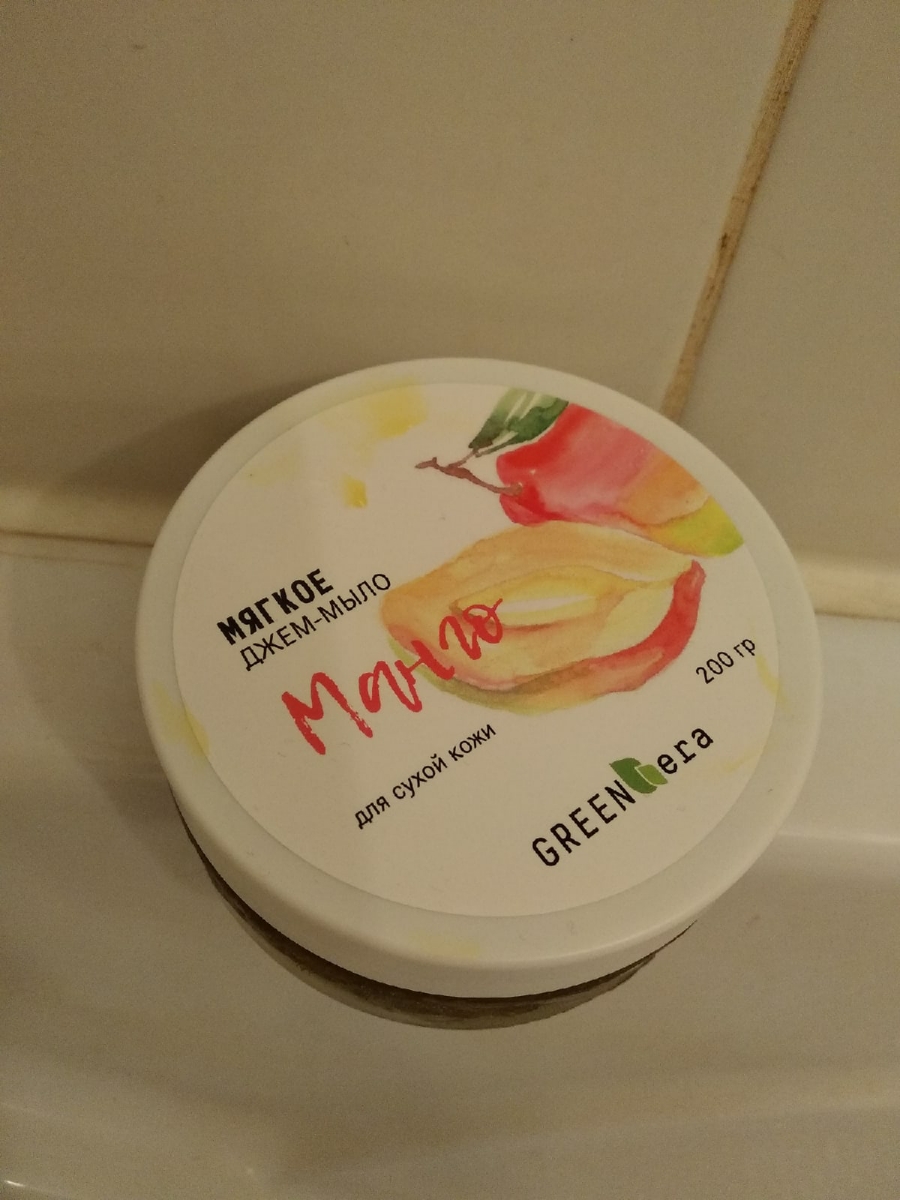 МЯГКОЕ
ДЖЕМ-МЫЛО
Манго
для сухой кожи
200 гр
GREENera